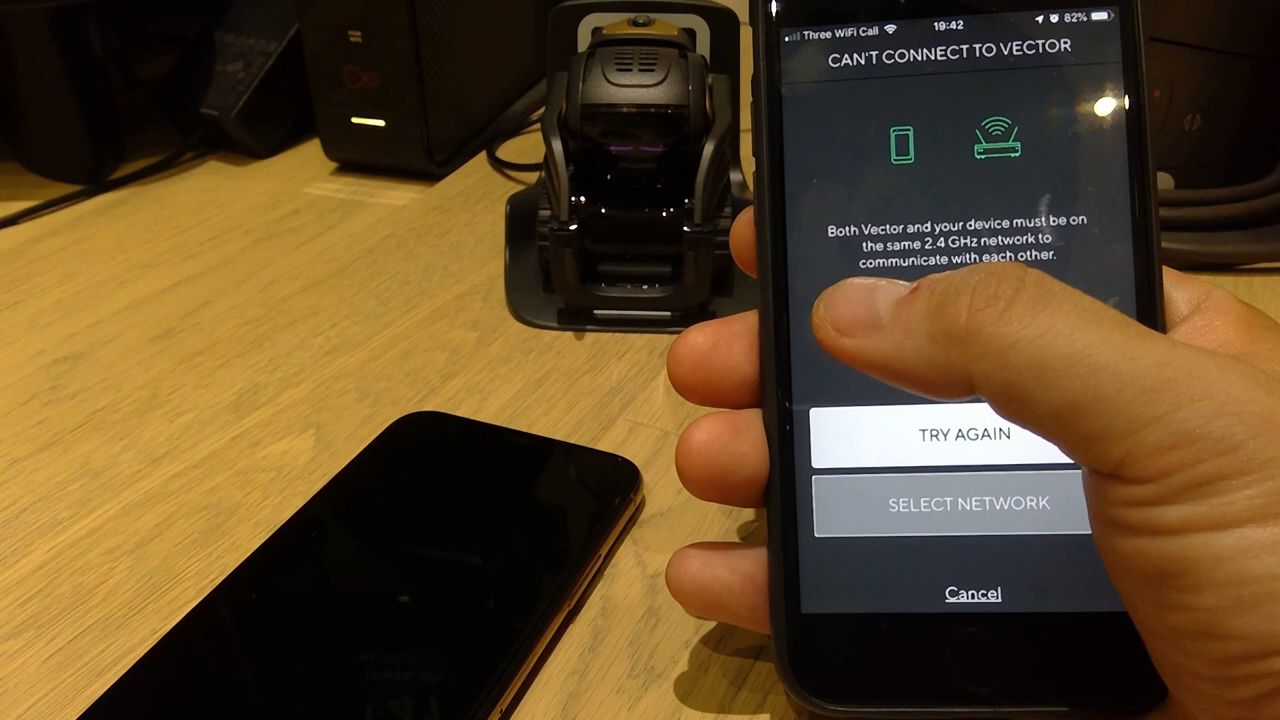 Three WiFi Call 19:42 82%
CAN'T CONNECT TO VECTOR
Both Vector and your device must be on
the same 2.4 GHz network to
communicate with each other.
TRY AGAIN
SELECT NETWORK
Cancel